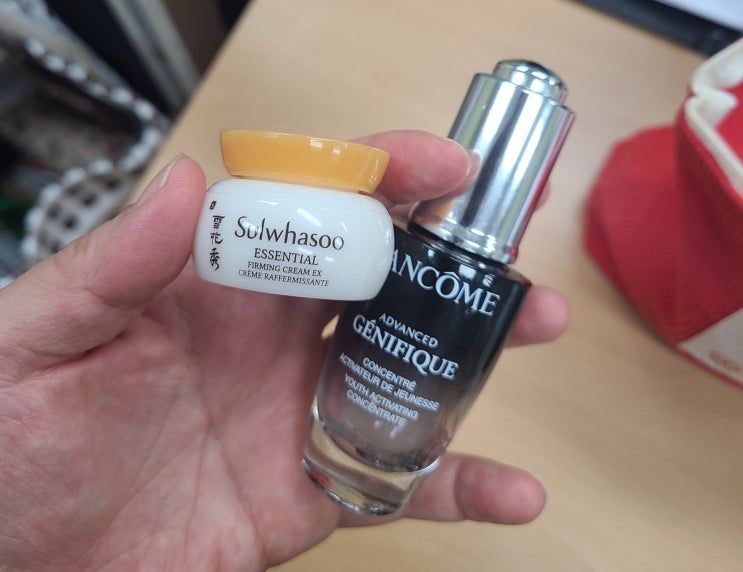 雪花秀
Sulwhasoo
ESSENTIAL
FIRMING CREAM EX
CRÈME RAFFERMISSANTE
ANCÔME
ADVANCED
GÉNIFIQUE
CONCENTRÉ
ACTIVATEUR DE JEUNESSE
YOUTH ACTIVATING
CONCENTRATE